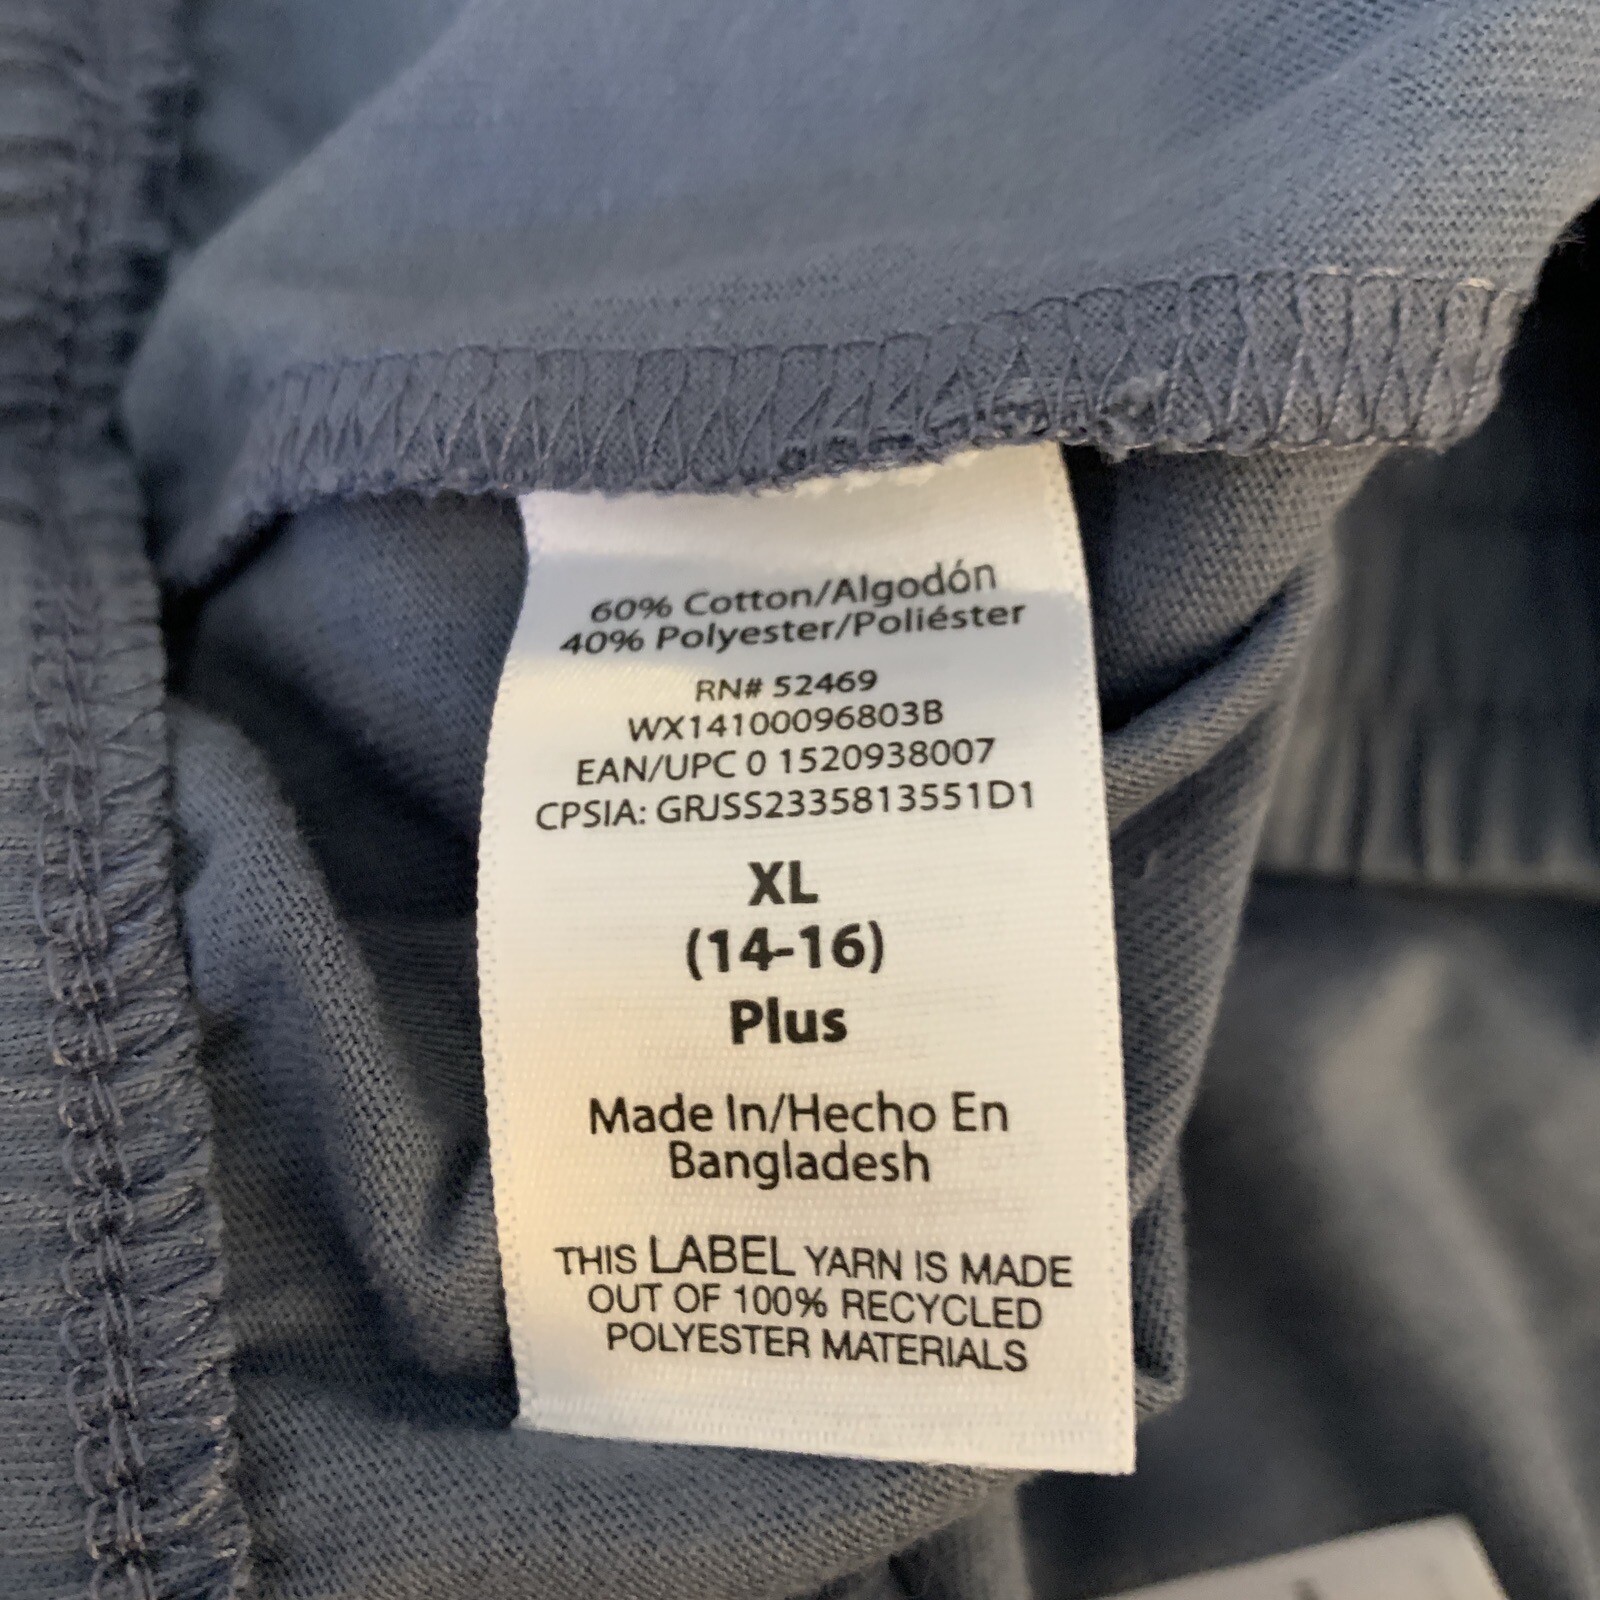 60% Cotton/Algodón
40% Polyester/Poliéster
RN# 52469
WX14100096803B
EAN/UPC 0 1520938007
CPSIA: GRJSS2335813551D1
XL
(14-16)
Plus
Made In/Hecho En
Bangladesh
THIS LABEL YARN IS MADE
OUT OF 100% RECYCLED
POLYESTER MATERIALS